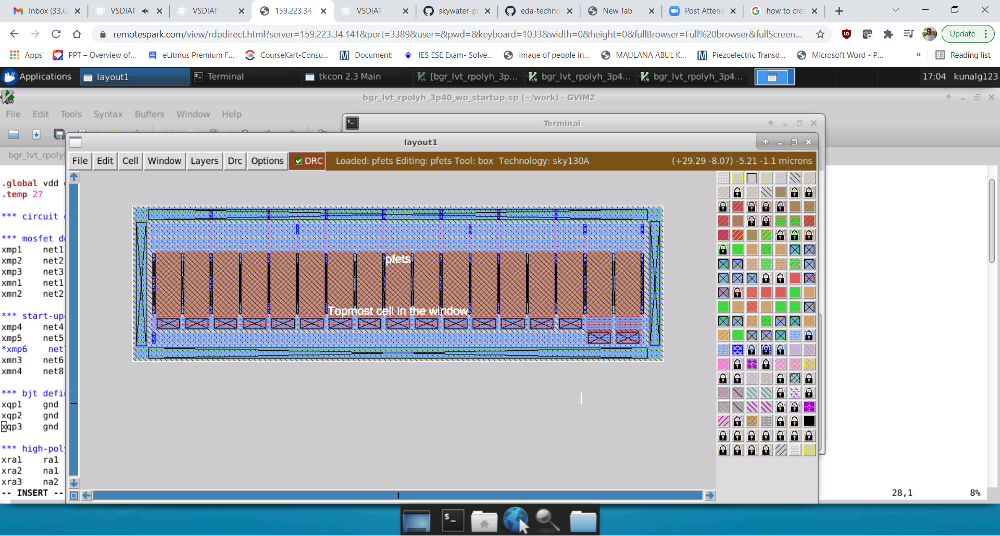 Inbox (33,62
VSDIAT
VSDIAT
159.223.34.
VSDIAT
skywater-p
eda-techno
New Tab
Post Attend
how to crea
remotespark.com/view/rdpdirect.html?server=159.223.34.141&port=3389&user=&pwd=&keyboard=1033&width=0&height=0&fullBrowser=Full%20browser&fullScreen...
Update
Apps
PPT – Overview of...
eLitmus Premium F...
CourseKart-Consu...
Document:
IES ESE Exam- Solve...
Image of people in...
MAULANA ABUL K...
Piezoelectric Transd...
Microsoft Word - P...
»
Reading list
Applications
layout1
Terminal
tkcon 2.3 Main
[bgr_lvt_rpolyh_3p...
bgr_lvt_rpolyh_3p4...
bgr_lvt_rpolyh_3p4...
17:04 kunalg123
bgr_lvt_rpolyh_3p40_wo_startup.sp (~/work) - GVIM2
File Edit Tools Syntax Buffers Window Help
Terminal
layout1
bgr_lvt_rpolyl
File Edit Cell Window Layers Drc Options DRC
Loaded: pfets Editing: pfets Tool: box Technology: sky130A
(+29.29 -8.07) -5.21 -1.1 microns
.global vdd g
.temp 27
*** circuit
*** mosfet de
xmp1 net1
xmp2 net2
xmp3 net3
xmn1 net1
xmn2 net2
*** start-up
xmp4 net4
xmp5 net5
*xmp6 net
xmn3 net6
xmn4 net8
*** bjt defi
xqp1 gnd
xqp2 gnd
xqp3 gnd
*** high-pol
xra1 ra1
xra2 na1
xra3 na2
-- INSERT --
pfets
Topmost cell in the window
28,1
8%